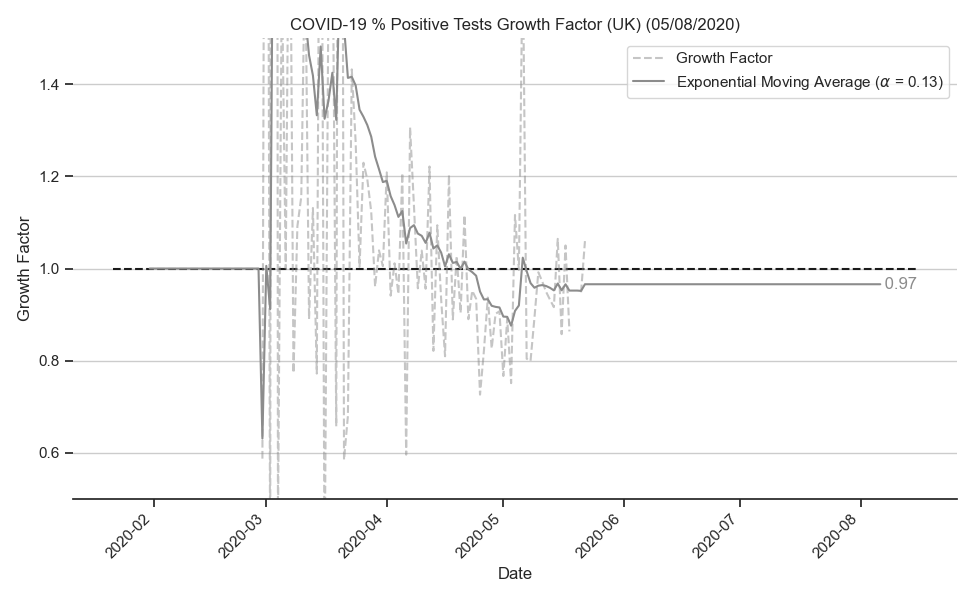 COVID-19 % Positive Tests Growth Factor (UK) (05/08/2020)
Growth Factor
Exponential Moving Average (α = 0.13)
1.4
1.2
1.0
0.8
0.6
Growth Factor
0.97
2020-02
2020-03
2020-04
2020-05
2020-06
2020-07
2020-08
Date